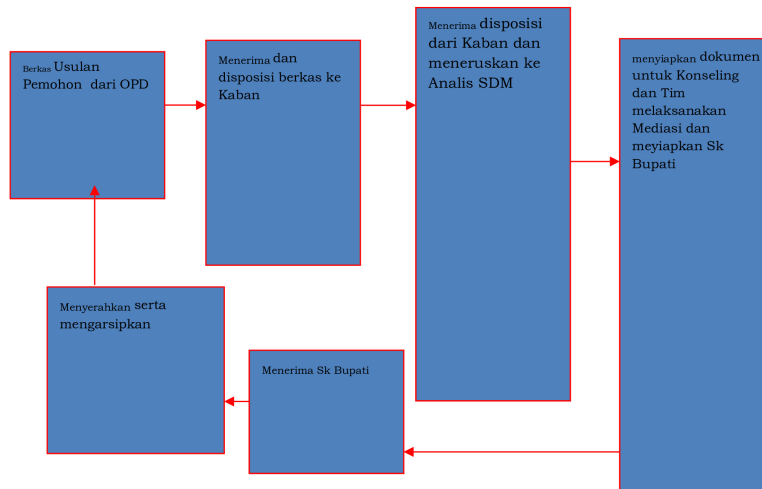 Berkas Usulan
Pemohon dari OPD
Menerima dan
disposisi berkas ke
Kaban
Menerima disposisi
dari Kaban dan
meneruskan ke
Analis SDM
menyiapkan dokumen
untuk Konseling
dan Tim
melaksanakan
Mediasi dan
meyiapkan Sk
Bupati
Menyerahkan serta
mengarsipkan
Menerima Sk Bupati